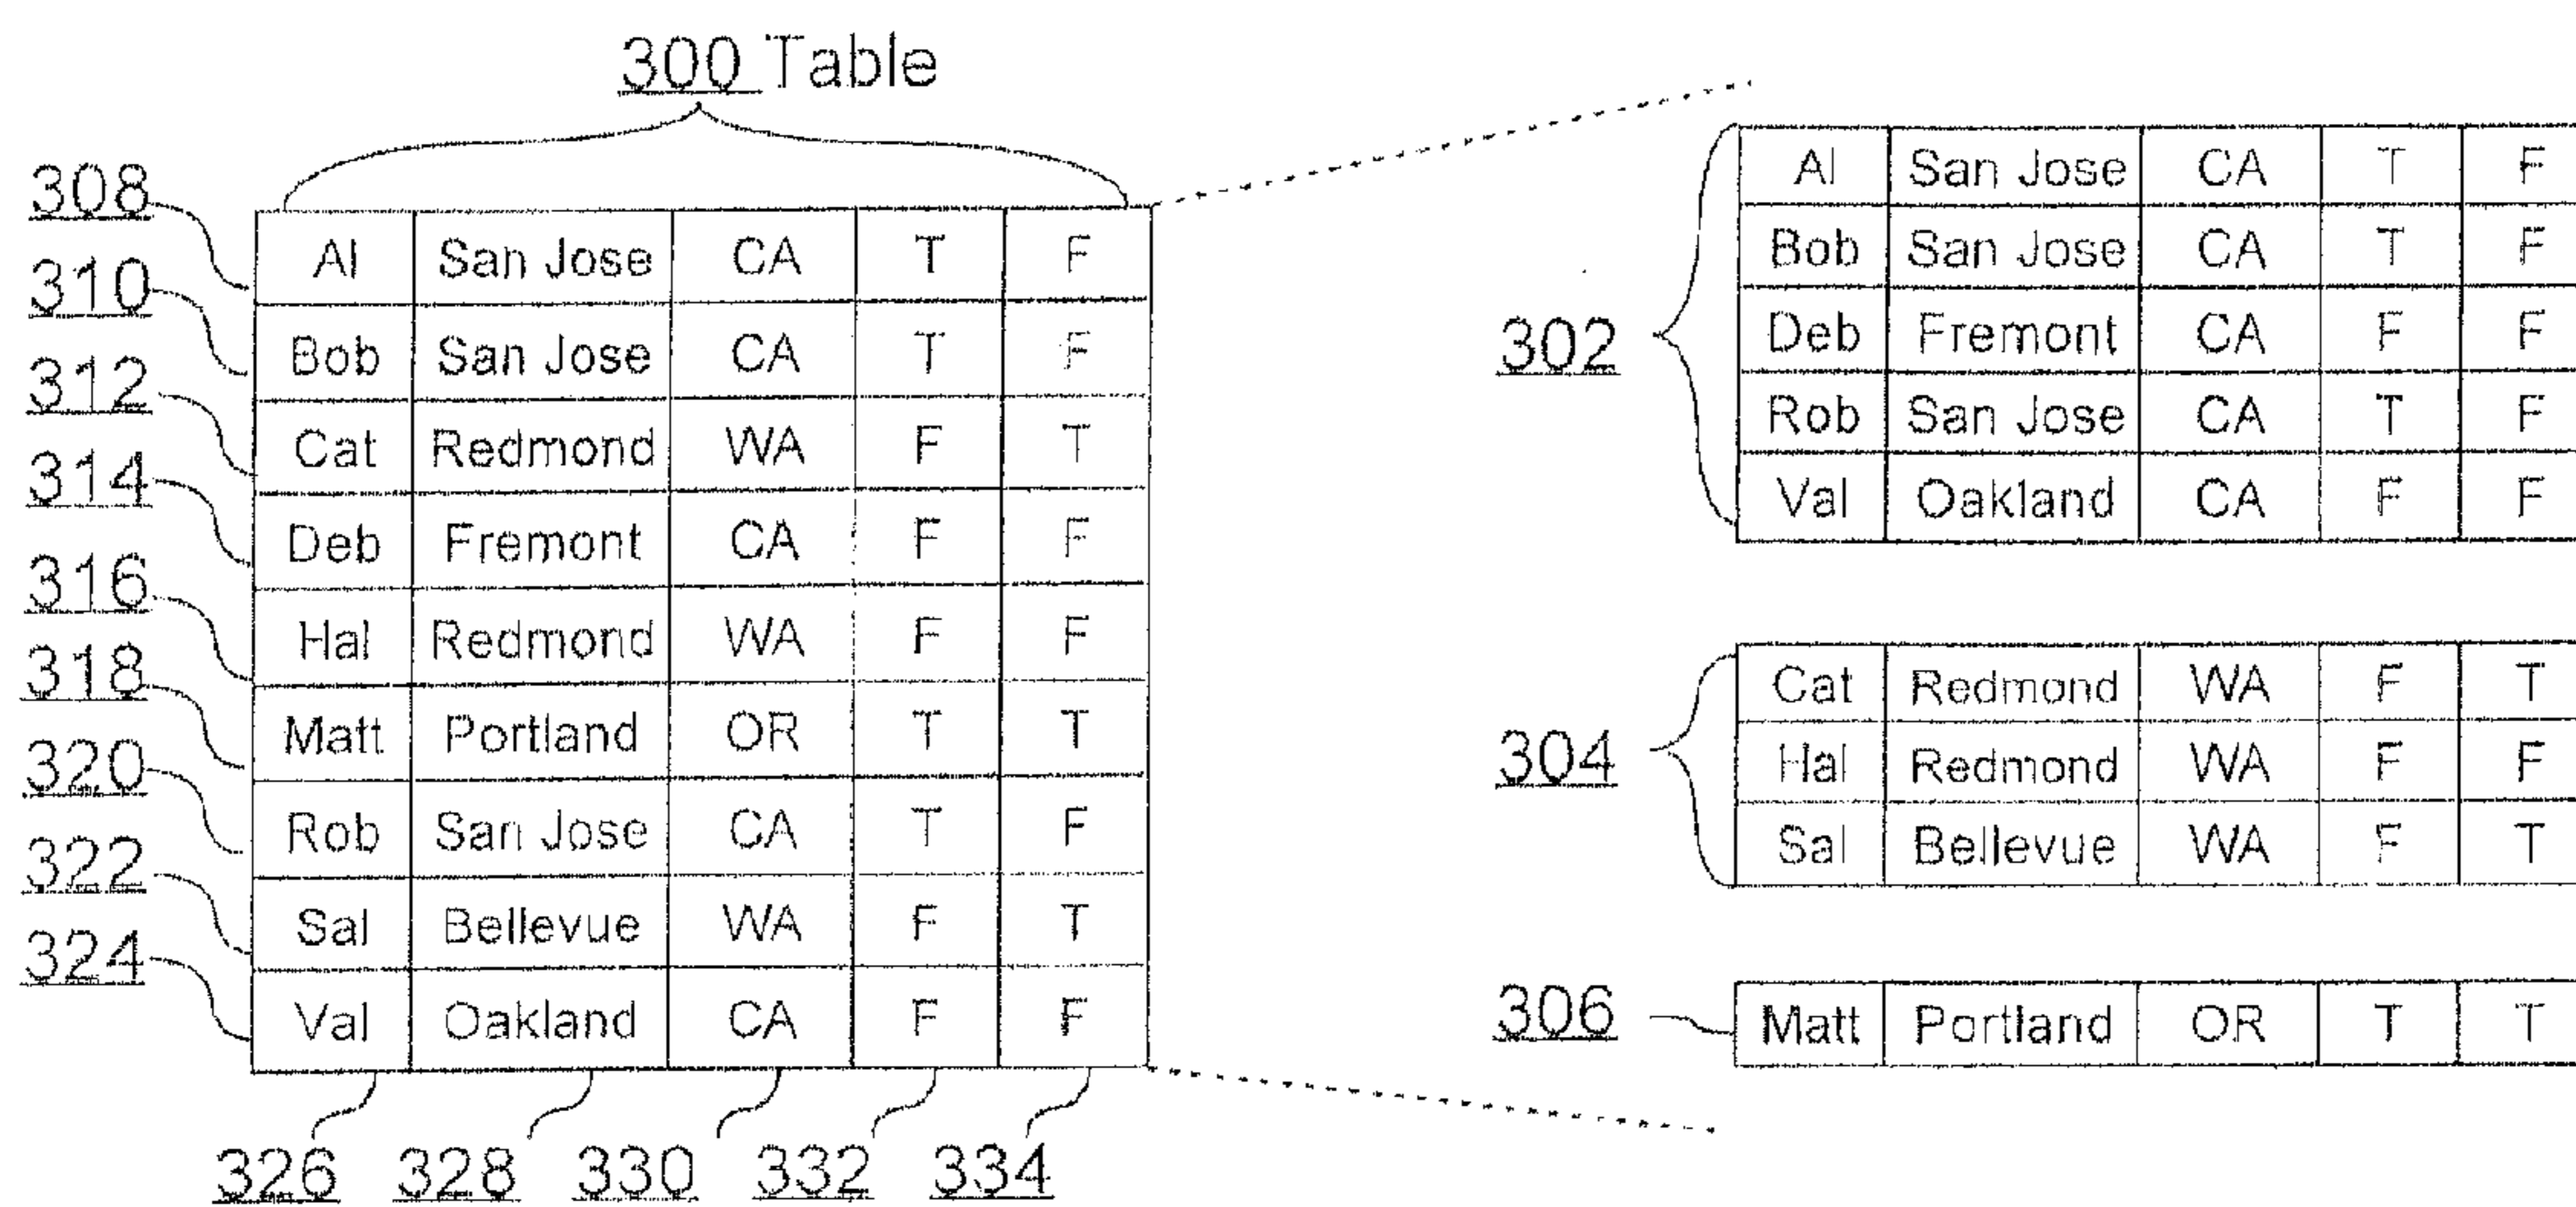 300 Table
308
310
312
314
316
318
320
322
324
Al San Jose CA T F
Bob San Jose CA T F
Cat Redmond WA F T
Deb Fremont CA F F
Hal Redmond WA F F
Matt Portland OR T T
Rob San Jose CA T F
Sal Bellevue WA F T
Val Oakland CA F F
326 328 330 332 334
302
Al San Jose CA T F
Bob San Jose CA T F
Deb Fremont CA F F
Rob San Jose CA T F
Val Oakland CA F F
304
Cat Redmond WA F T
Hal Redmond WA F F
Sal Bellevue WA F T
306
Matt Portland OR T T